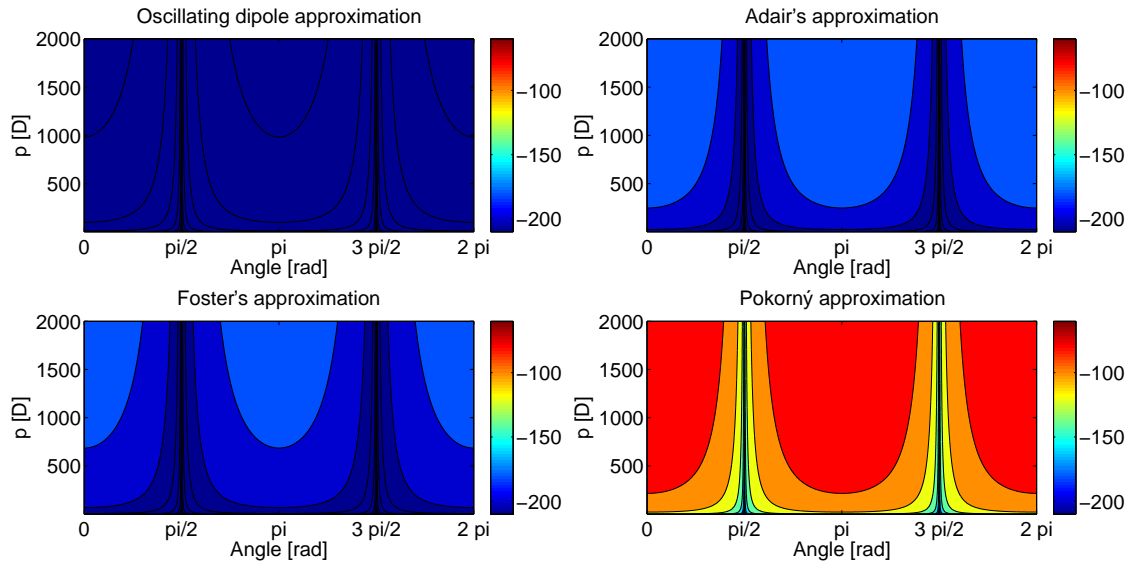 Oscillating dipole approximation
p [D]
2000
1500
1000
500
0
pi/2
pi
3 pi/2
2 pi
Angle [rad]
−100
−150
−200
Adair's approximation
p [D]
2000
1500
1000
500
0
pi/2
pi
3 pi/2
2 pi
Angle [rad]
−100
−150
−200
Foster's approximation
p [D]
2000
1500
1000
500
0
pi/2
pi
3 pi/2
2 pi
Angle [rad]
−100
−150
−200
Pokorný approximation
p [D]
2000
1500
1000
500
0
pi/2
pi
3 pi/2
2 pi
Angle [rad]
−100
−150
−200